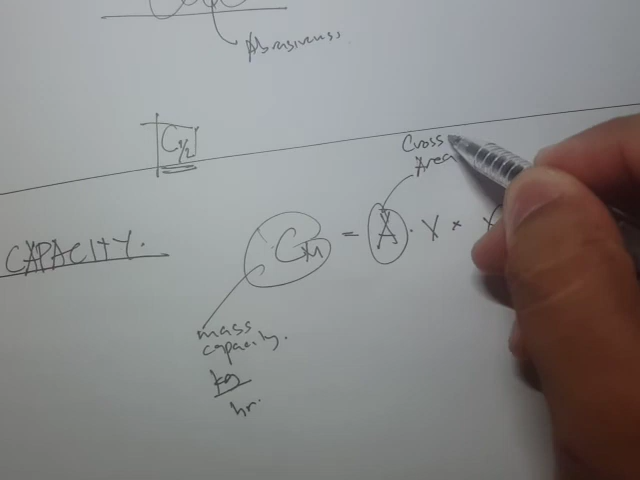 Abrasiveness
C1/2
Cross
Area
CAPACITY.
CM = A · γ × γ
mass
capacity.
kg
hr.